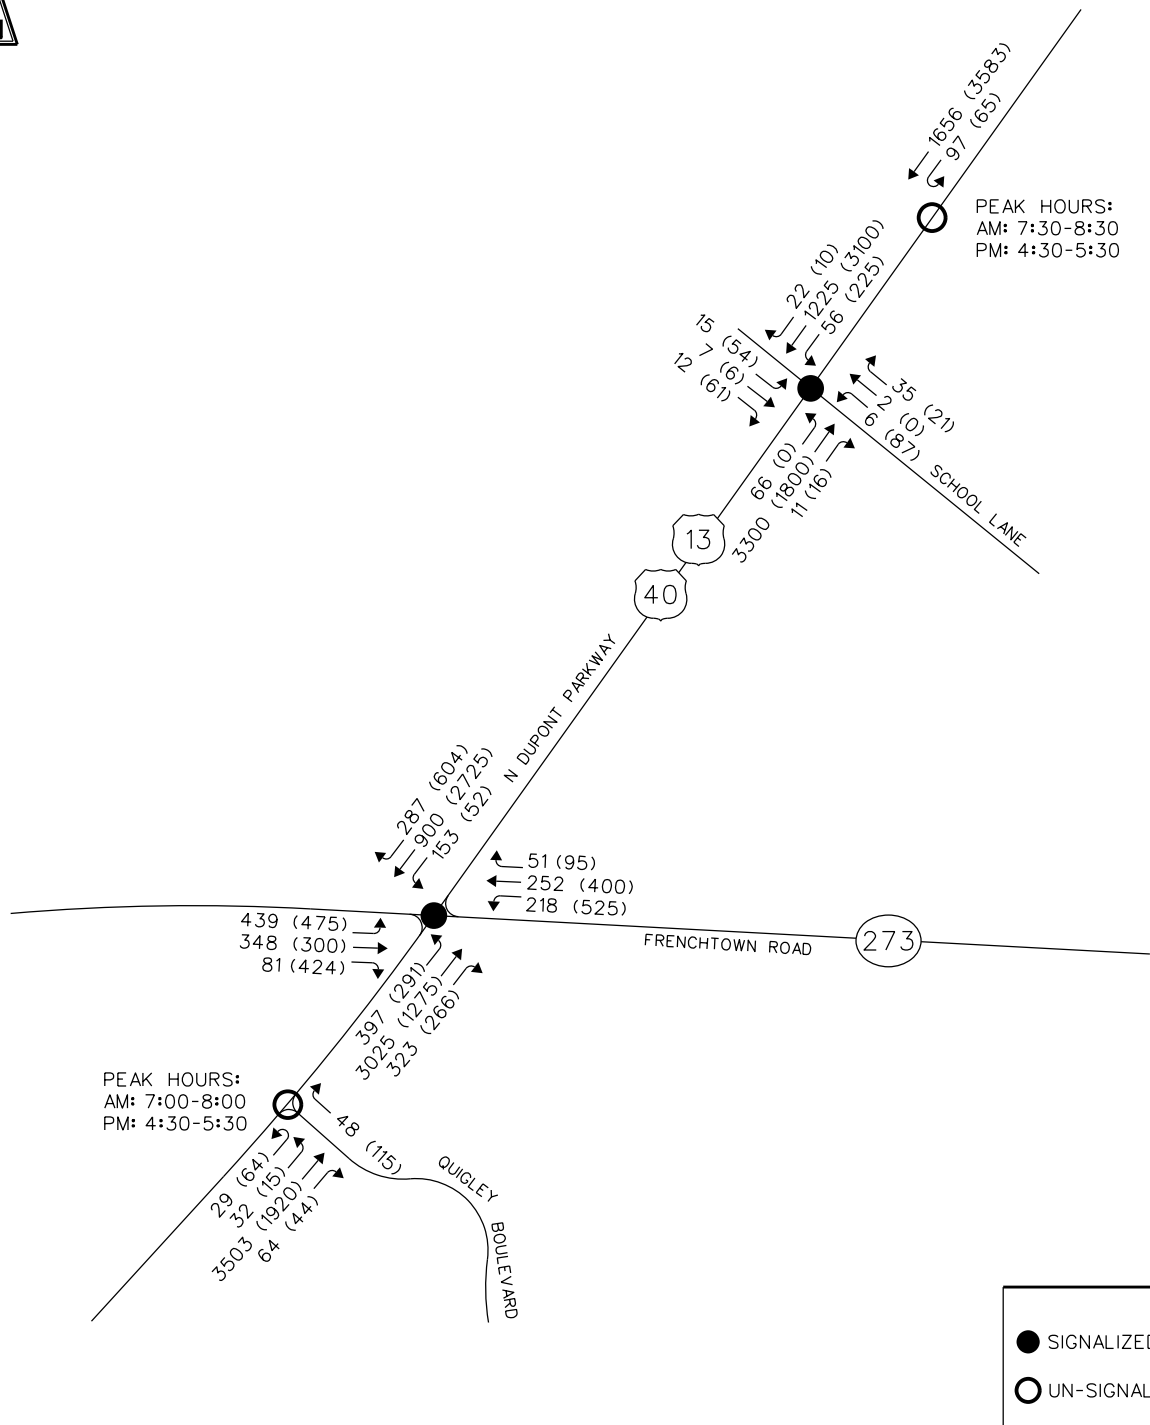 1656 (3583)
97 (65)
PEAK HOURS:
AM: 7:30-8:30
PM: 4:30-5:30
22 (10)
1225 (3100)
56 (225)
15 (54)
7 (6)
12 (61)
35 (21)
2 (0)
6 (87)
SCHOOL LANE
66 (0)
3300 (1800)
11 (16)
13
40
N DUPONT PARKWAY
287 (604)
900 (2725)
153 (52)
51 (95)
252 (400)
218 (525)
439 (475)
348 (300)
81 (424)
FRENCHTOWN ROAD
273
397 (291)
3025 (1275)
323 (266)
PEAK HOURS:
AM: 7:00-8:00
PM: 4:30-5:30
48 (115)
QUIGLEY BOULEVARD
29 (64)
32 (15)
3503 (1920)
64 (44)
SIGNALIZED
UN-SIGNAL